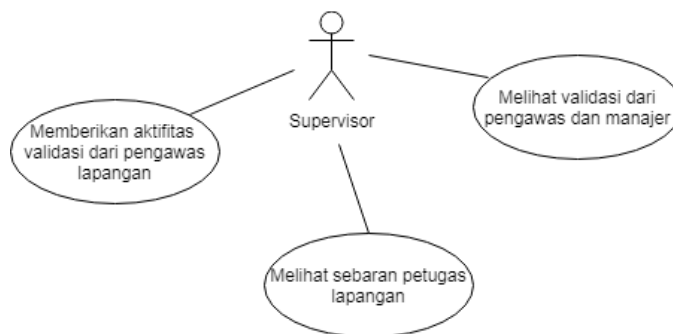 Supervisor
Memberikan aktifitas
validasi dari pengawas
lapangan
Melihat validasi dari
pengawas dan manajer
Melihat sebaran petugas
lapangan